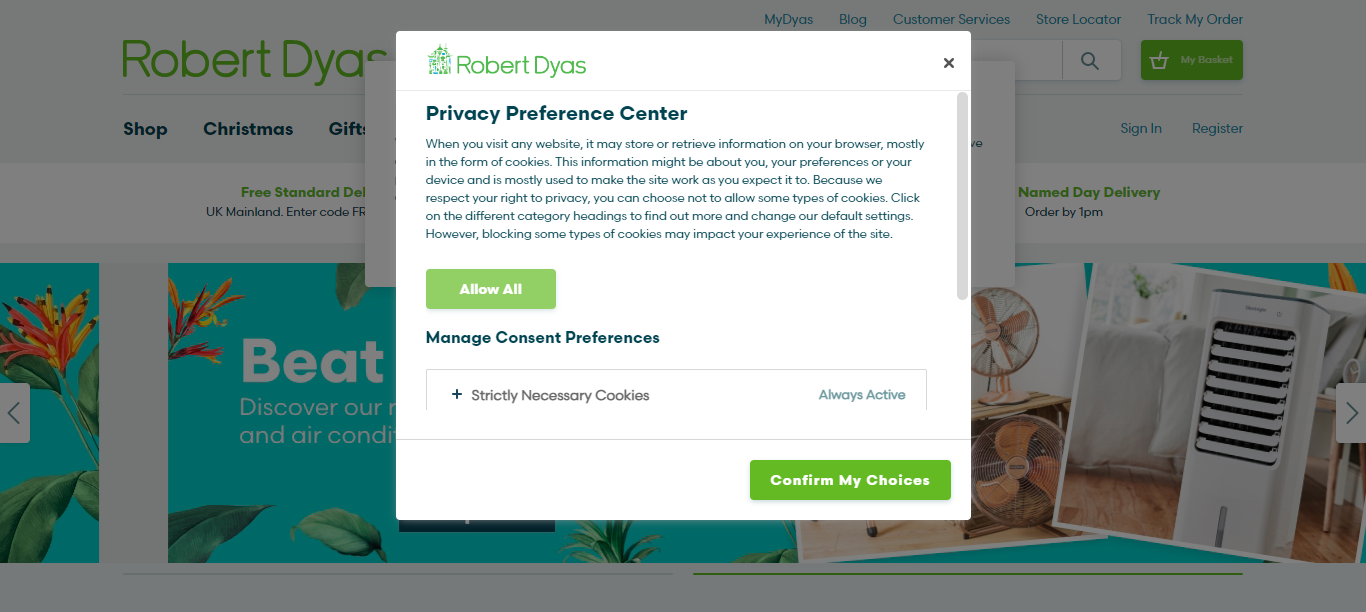 MyDyas Blog Customer Services Store Locator Track My Order
Robert Dyas
My Basket
Shop Christmas Gifts
Sign In Register
Free Standard Del
UK Mainland. Enter code FR
Named Day Delivery
Order by 1pm
Beat
Discover our r
and air condit
Robert Dyas
Privacy Preference Center
When you visit any website, it may store or retrieve information on your browser, mostly
in the form of cookies. This information might be about you, your preferences or your
device and is mostly used to make the site work as you expect it to. Because we
respect your right to privacy, you can choose not to allow some types of cookies. Click
on the different category headings to find out more and change our default settings.
However, blocking some types of cookies may impact your experience of the site.
Allow All
Manage Consent Preferences
Strictly Necessary Cookies Always Active
Confirm My Choices